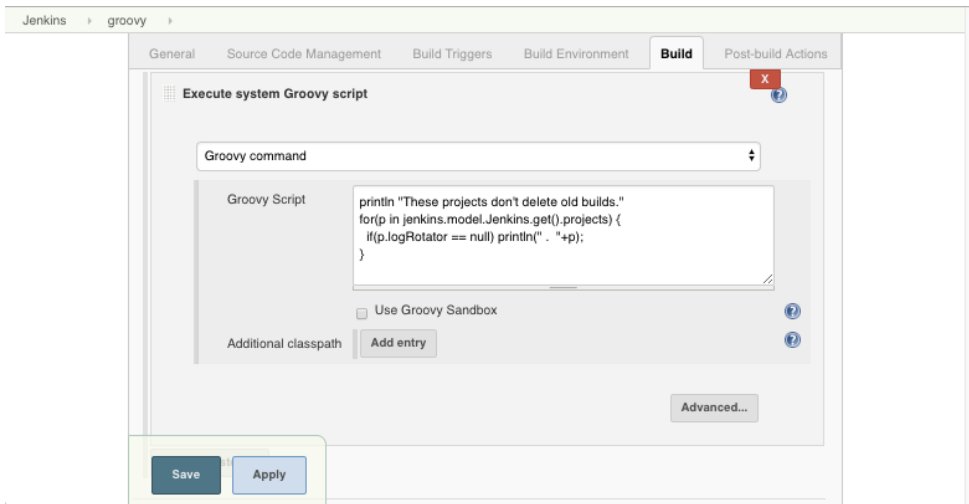 Jenkins groovy
General Source Code Management Build Triggers Build Environment Build Post-build Actions
X
Execute system Groovy script
?
Groovy command
Groovy Script
println "These projects don't delete old builds."
for(p in jenkins.model.Jenkins.get().projects) {
if(p.logRotator == null) println(" . "+p);
}
Use Groovy Sandbox ?
Additional classpath Add entry ?
Advanced...
Save Apply